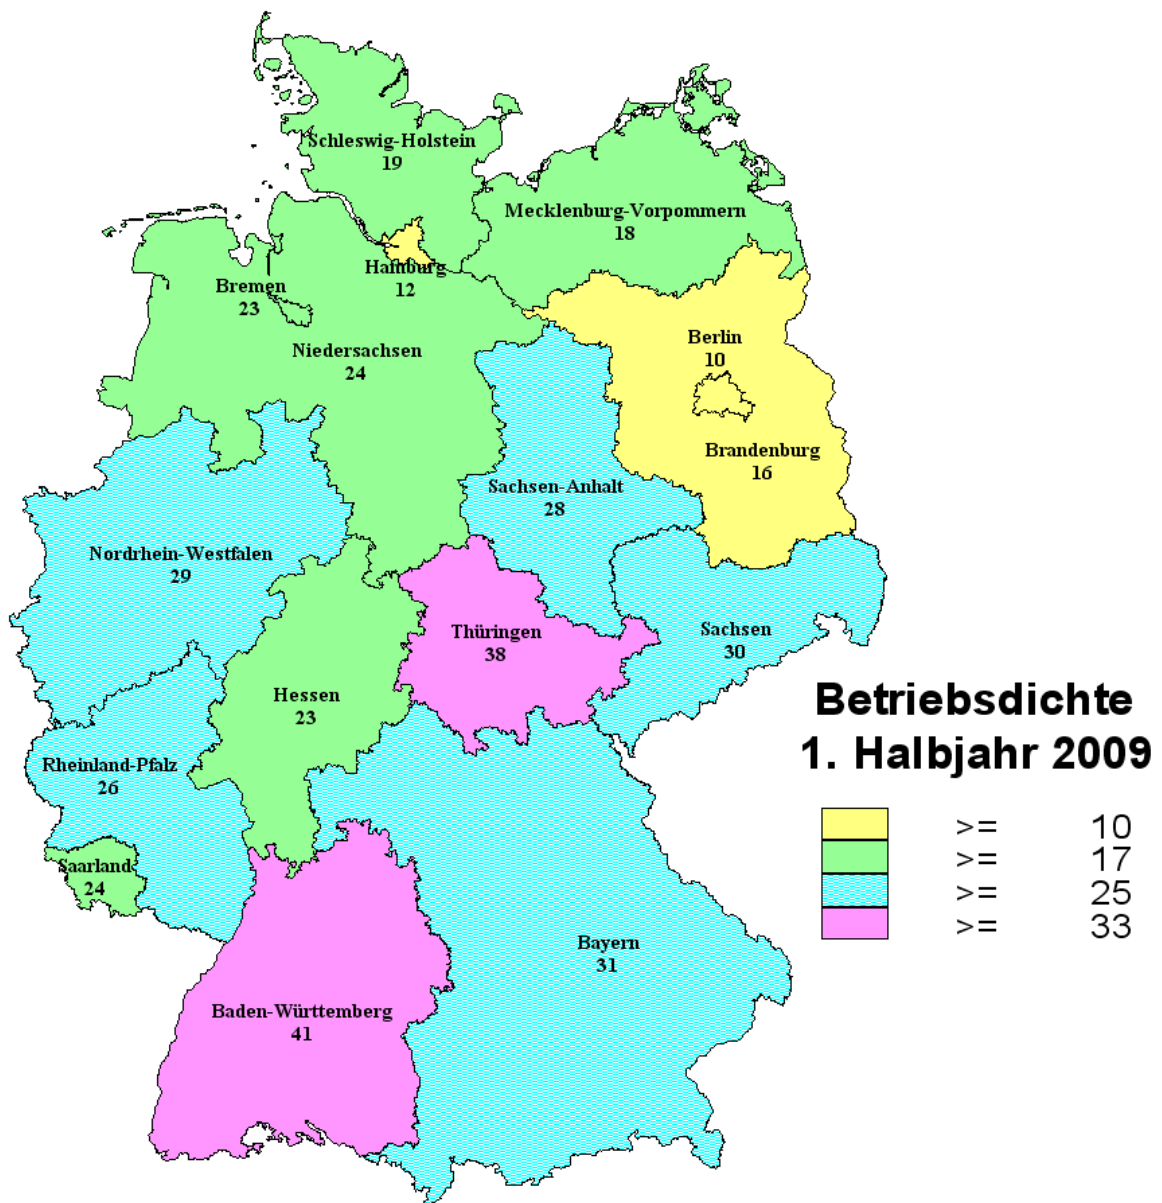 Schleswig-Holstein
19
Mecklenburg-Vorpommern
18
Hamburg
12
Bremen
23
Niedersachsen
24
Berlin
10
Brandenburg
16
Sachsen-Anhalt
28
Nordrhein-Westfalen
29
Thüringen
38
Sachsen
30
Hessen
23
Rheinland-Pfalz
26
Saarland
24
Bayern
31
Baden-Württemberg
41
Betriebsdichte
1. Halbjahr 2009
>= 10
>= 17
>= 25
>= 33